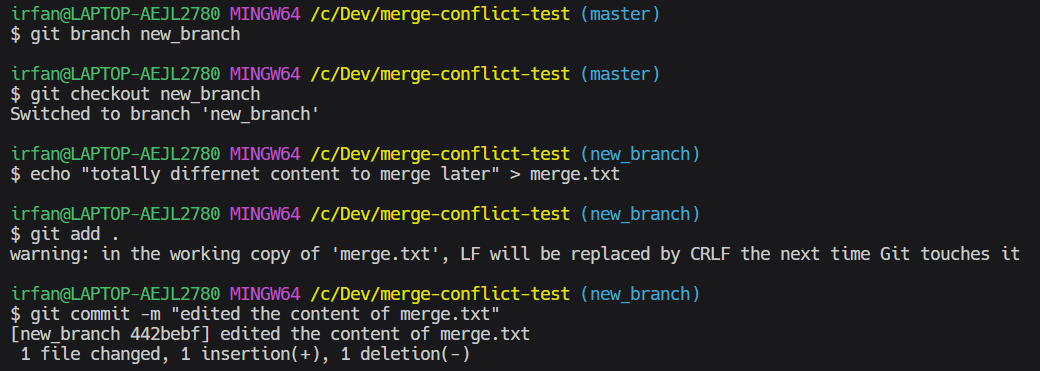 irfan@LAPTOP-AEJL2780 MINGW64 /c/Dev/merge-conflict-test (master)
$ git branch new_branch
irfan@LAPTOP-AEJL2780 MINGW64 /c/Dev/merge-conflict-test (master)
$ git checkout new_branch
Switched to branch 'new_branch'
irfan@LAPTOP-AEJL2780 MINGW64 /c/Dev/merge-conflict-test (new_branch)
$ echo "totally differnet content to merge later" > merge.txt
irfan@LAPTOP-AEJL2780 MINGW64 /c/Dev/merge-conflict-test (new_branch)
$ git add .
warning: in the working copy of 'merge.txt', LF will be replaced by CRLF the next time Git touches it
irfan@LAPTOP-AEJL2780 MINGW64 /c/Dev/merge-conflict-test (new_branch)
$ git commit -m "edited the content of merge.txt"
[new_branch 442bebf] edited the content of merge.txt
 1 file changed, 1 insertion(+), 1 deletion(-)